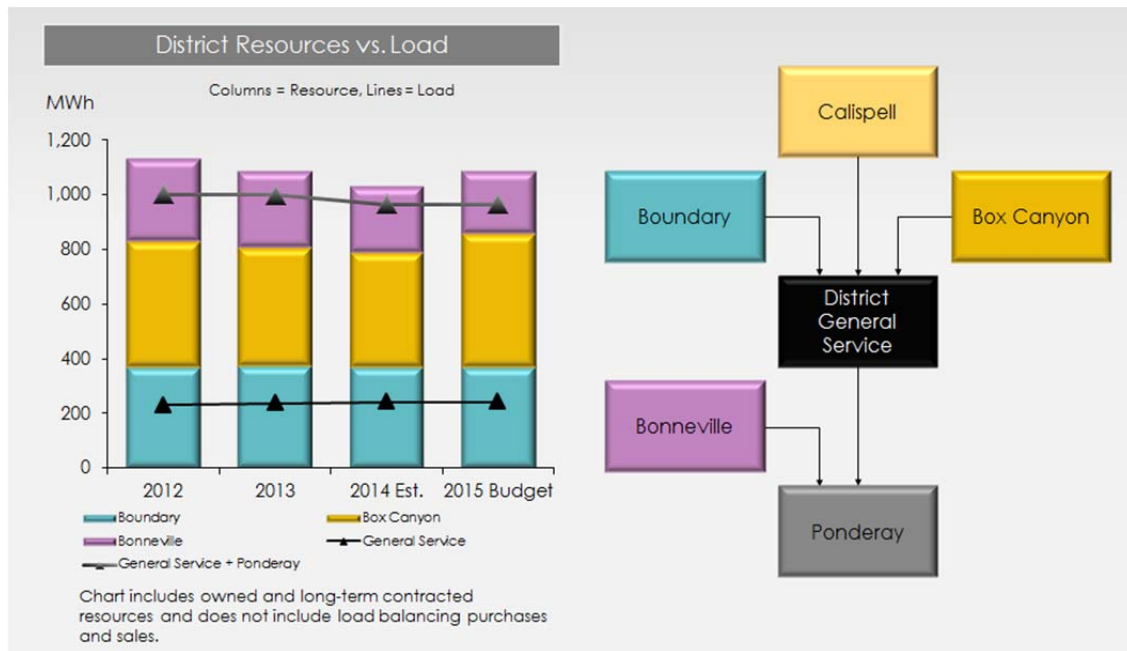 District Resources vs. Load
Columns = Resource, Lines = Load
MWh
1,200
1,000
800
600
400
200
0
2012 2013 2014 Est. 2015 Budget
Boundary Box Canyon
Bonneville General Service
General Service + Ponderay
Chart includes owned and long-term contracted
resources and does not include load balancing purchases
and sales.
Calispell
Boundary
Box Canyon
District
General
Service
Bonneville
Ponderay